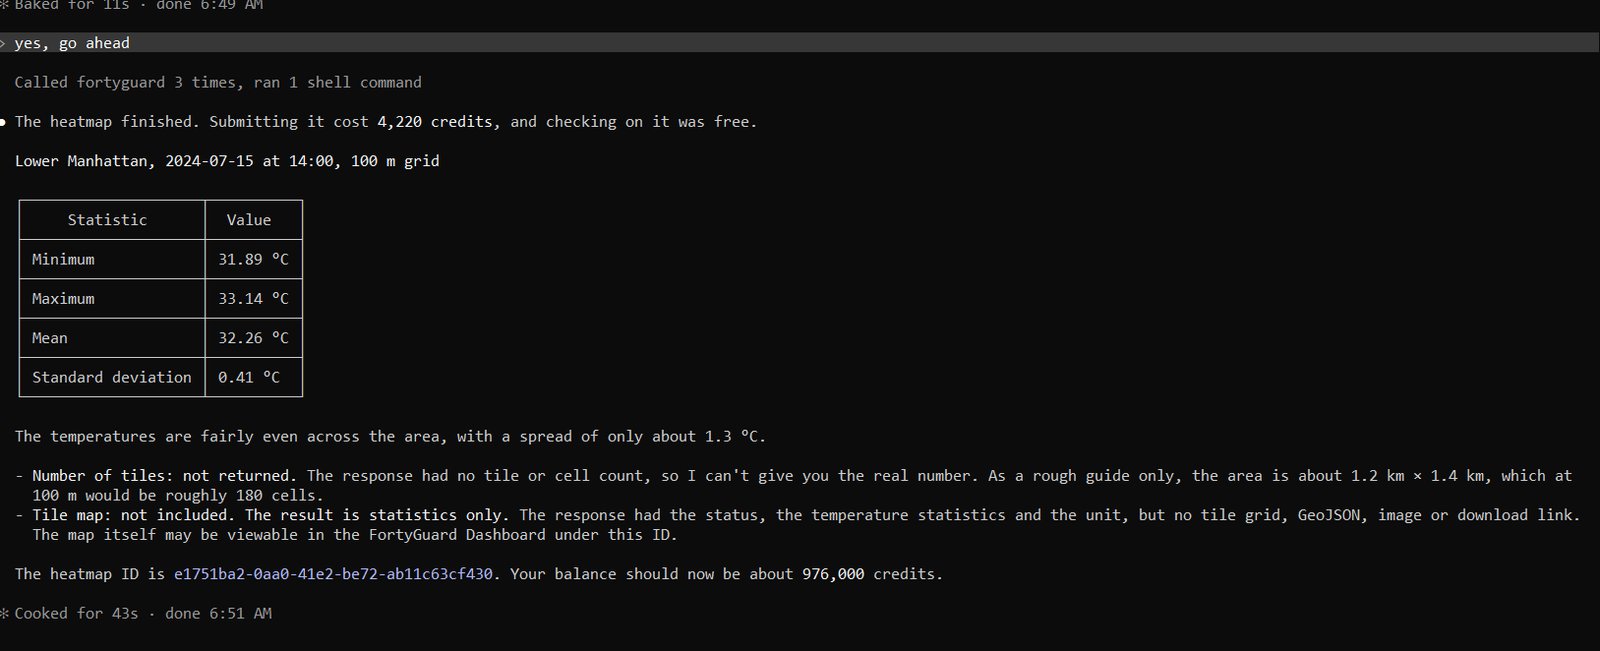 * Baked for 11s · done 6:49 AM
> yes, go ahead
Called fortyguard 3 times, ran 1 shell command
● The heatmap finished. Submitting it cost 4,220 credits, and checking on it was free.
Lower Manhattan, 2024-07-15 at 14:00, 100 m grid
Statistic Value
Minimum 31.89 °C
Maximum 33.14 °C
Mean 32.26 °C
Standard deviation 0.41 °C
The temperatures are fairly even across the area, with a spread of only about 1.3 °C.
- Number of tiles: not returned. The response had no tile or cell count, so I can't give you the real number. As a rough guide only, the area is about 1.2 km × 1.4 km, which at
100 m would be roughly 180 cells.
- Tile map: not included. The result is statistics only. The response had the status, the temperature statistics and the unit, but no tile grid, GeoJSON, image or download link.
The map itself may be viewable in the FortyGuard Dashboard under this ID.
The heatmap ID is e1751ba2-0aa0-41e2-be72-ab11c63cf430. Your balance should now be about 976,000 credits.
* Cooked for 43s · done 6:51 AM